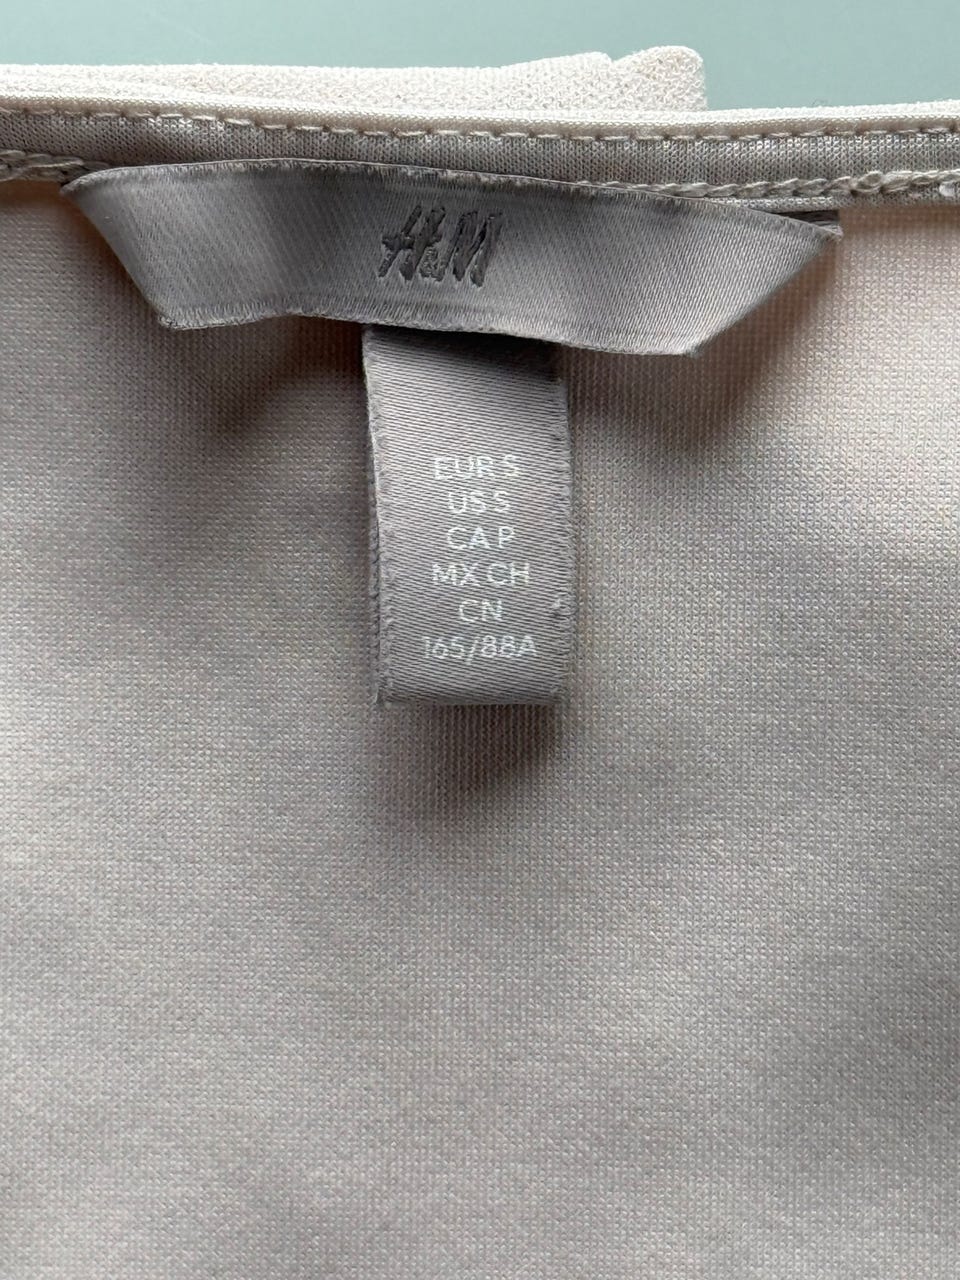 H&M
EUR S
US S
CA P
MX CH
CN
165/88A